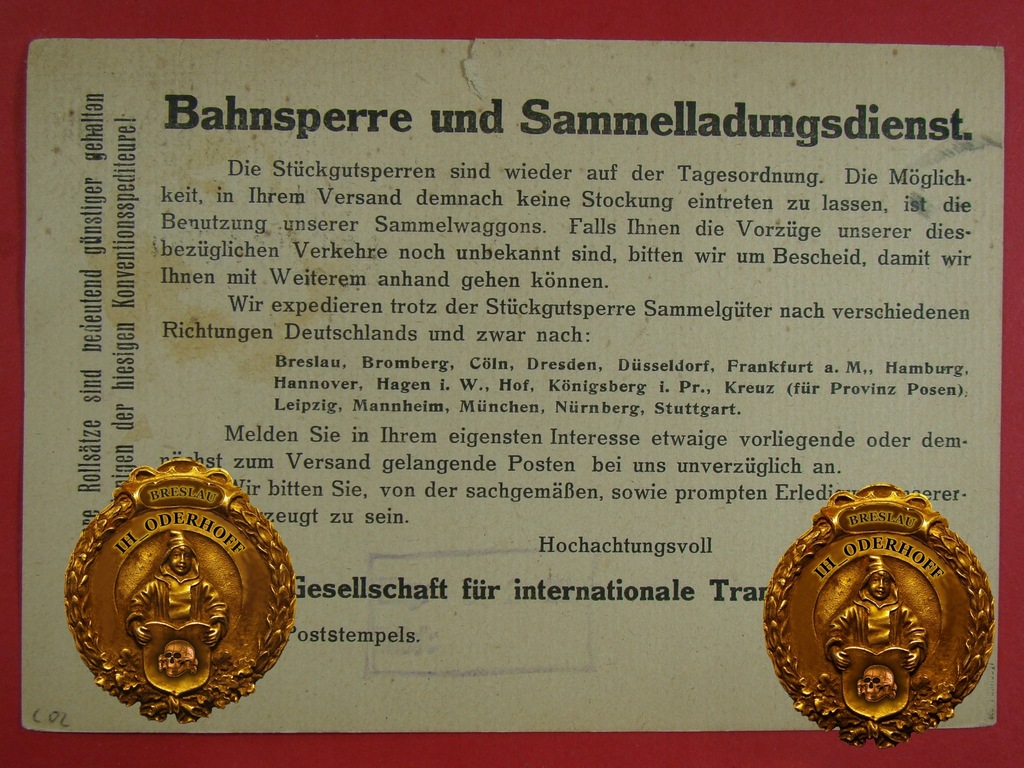 Bahnsperre und Sammelladungsdienst.
Die Stückgutsperren sind wieder auf der Tagesordnung. Die Möglich-
keit, in Ihrem Versand demnach keine Stockung eintreten zu lassen, ist die
Benutzung unserer Sammelwaggons. Falls Ihnen die Vorzüge unserer dies-
bezüglichen Verkehre noch unbekannt sind, bitten wir um Bescheid, damit wir
Ihnen mit Weiterem anhand gehen können.
Wir expedieren trotz der Stückgutsperre Sammelgüter nach verschiedenen
Richtungen Deutschlands und zwar nach:
Breslau, Bromberg, Cöln, Dresden, Düsseldorf, Frankfurt a. M,, Hamburg,
Hannover, Hagen i. W., Hof, Königsberg i. Pr., Kreuz (für Provinz Posen),
Leipzig, Mannheim, München, Nürnberg, Stuttgart.
Melden Sie in Ihrem eigensten Interesse etwaige vorliegende oder dem-
nächst zum Versand gelangende Posten bei uns unverzüglich an.
Wir bitten Sie, von der sachgemäßen, sowie prompten
zeugt zu sein.
Hochachtungsvoll
Gesellschaft für internationale
Poststempels.
Rollsätze sind bedeutend günstiger gehalten
der hiesigen Konventionsspediteure!
BRESLAU
IH_ODERHOFF
BRESLAU
IH_ODERHOFF